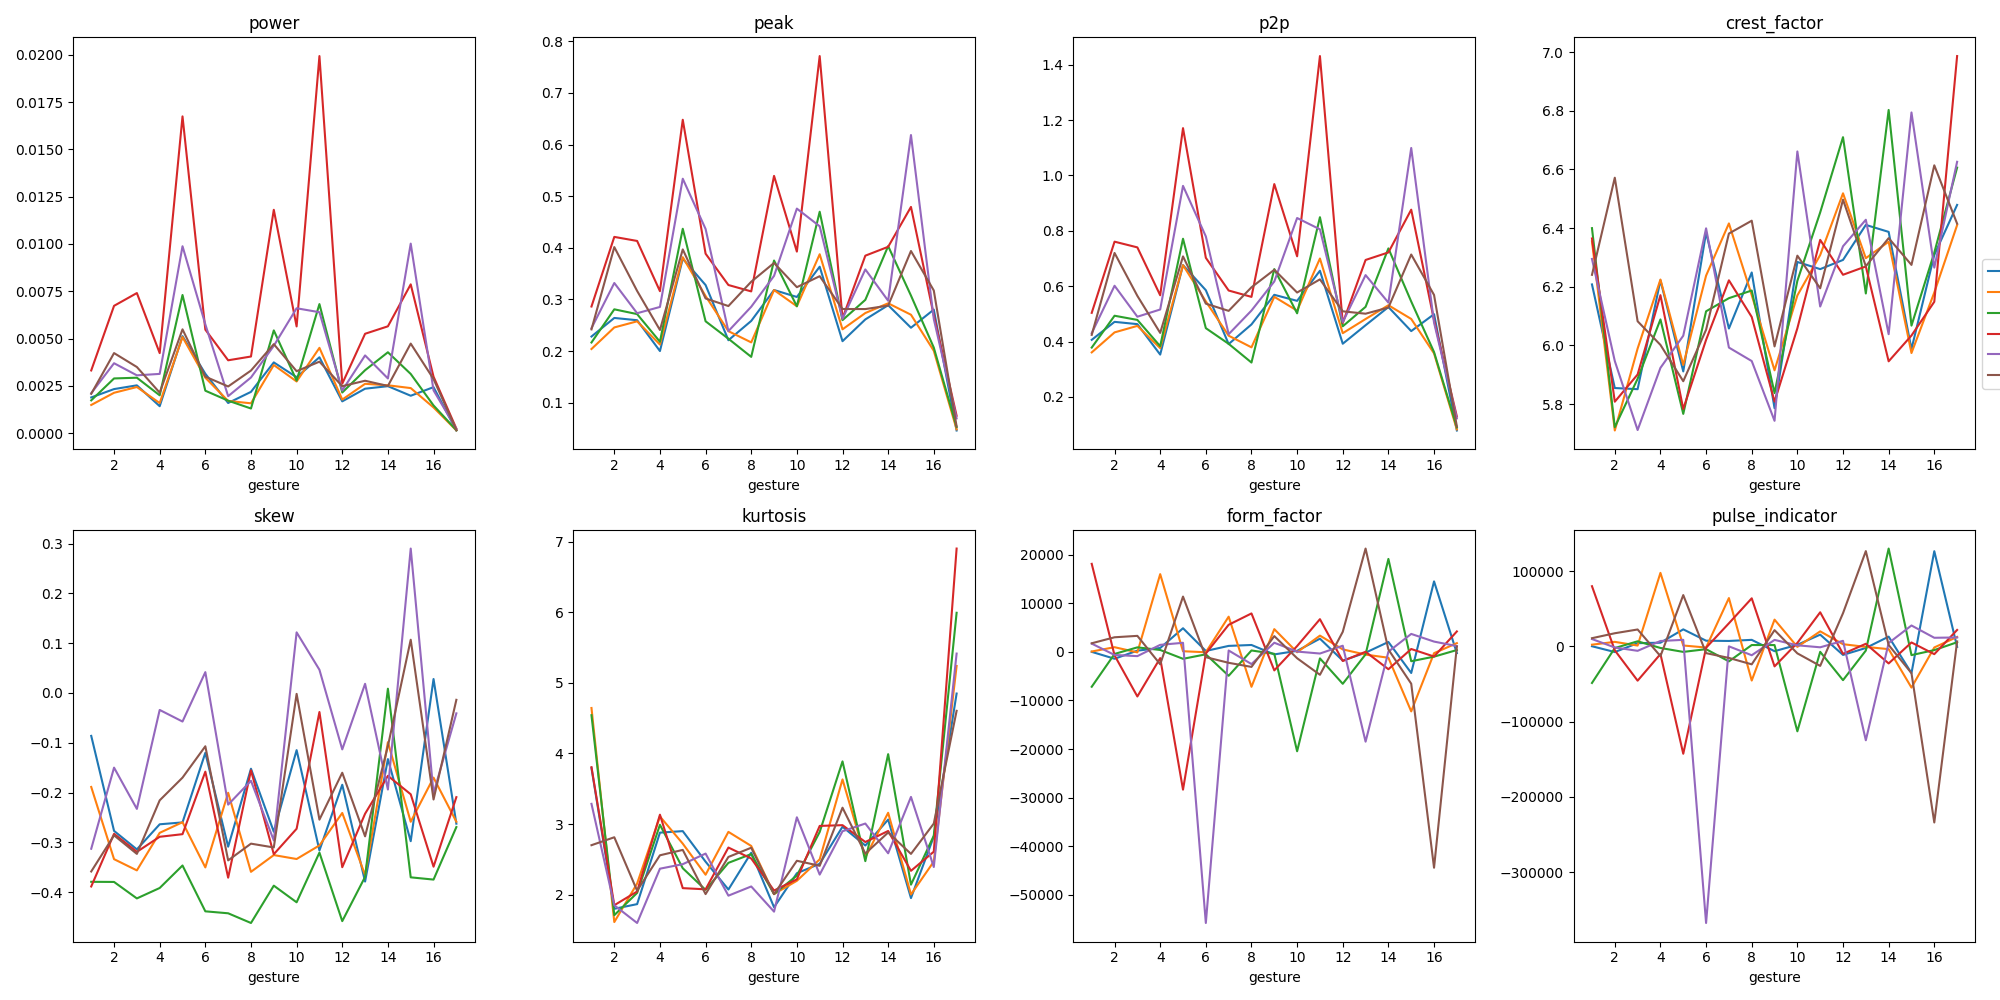 power
0.0200
0.0175
0.0150
0.0125
0.0100
0.0075
0.0050
0.0025
0.0000
2 4 6 8 10 12 14 16
gesture
peak
0.8
0.7
0.6
0.5
0.4
0.3
0.2
0.1
2 4 6 8 10 12 14 16
gesture
p2p
1.4
1.2
1.0
0.8
0.6
0.4
0.2
2 4 6 8 10 12 14 16
gesture
crest_factor
7.0
6.8
6.6
6.4
6.2
6.0
5.8
2 4 6 8 10 12 14 16
gesture
skew
0.3
0.2
0.1
0.0
−0.1
−0.2
−0.3
−0.4
2 4 6 8 10 12 14 16
gesture
kurtosis
7
6
5
4
3
2
2 4 6 8 10 12 14 16
gesture
form_factor
20000
10000
0
−10000
−20000
−30000
−40000
−50000
2 4 6 8 10 12 14 16
gesture
pulse_indicator
100000
0
−100000
−200000
−300000
2 4 6 8 10 12 14 16
gesture